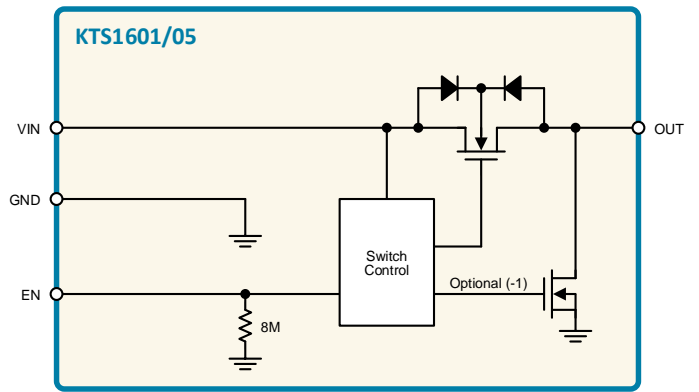 KTS1601/05
VIN
OUT
GND
Switch
Control
Optional (-1)
EN
8M